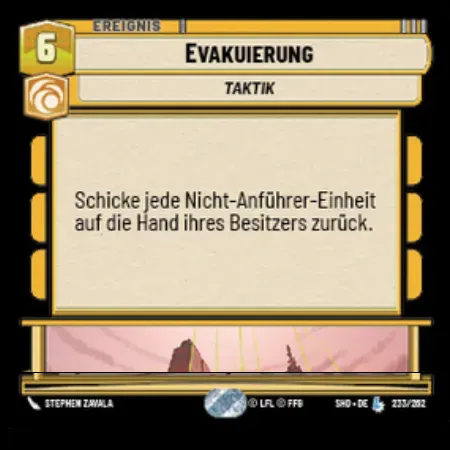 EREIGNIS
6
EVAKUIERUNG
TAKTIK
Schicke jede Nicht-Anführer-Einheit
auf die Hand ihres Besitzers zurück.
STEPHEN ZAVALA
© LFL © FFG
SHD • DE
233/262